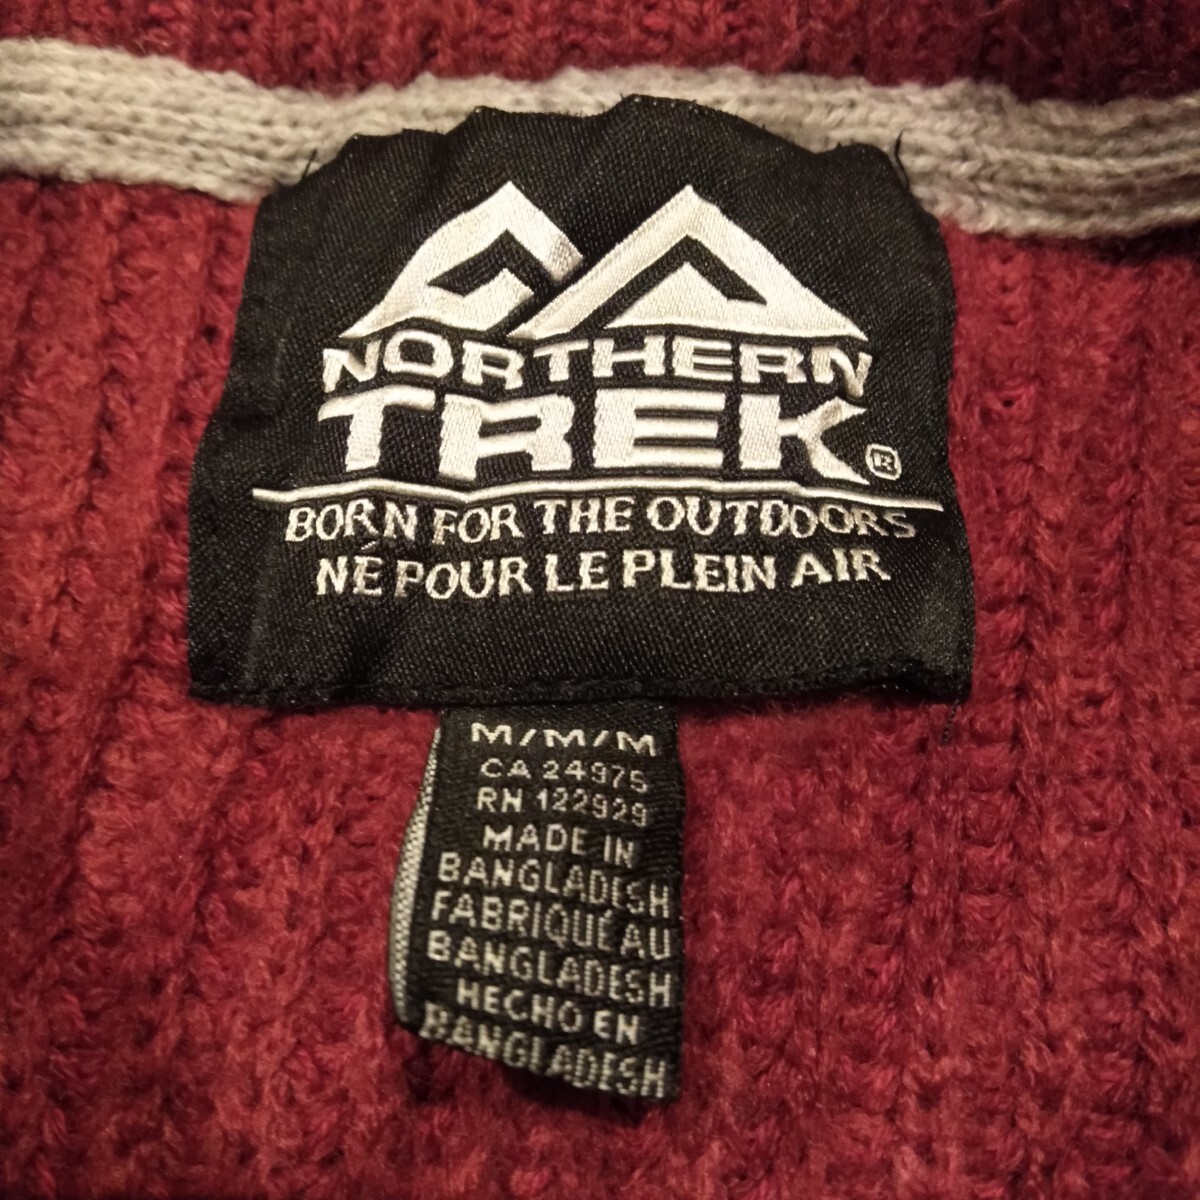 NORTHERN
TREK®
BORN FOR THE OUTDOORS
NÉ POUR LE PLEIN AIR
M/M/M
CA 24975
RN 122929
MADE IN
BANGLADESH
FABRIQUÉ AU
BANGLADESH
HECHO EN
BANGLADESH